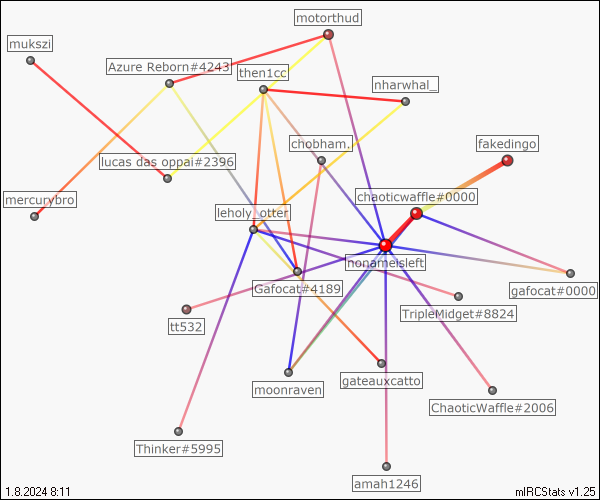 motorthud
mukszi
Azure Reborn#4243
then1cc
nharwhal_
chobham.
fakedingo
lucas das oppai#2396
mercurybro
chaoticwaffle#0000
leholy_otter
nonameisleft
Gafocat#4189
gafocat#0000
TripleMidget#8824
tt532
moonraven
gateauxcatto
ChaoticWaffle#2006
Thinker#5995
amah1246
1.8.2024 8:11
mIRCStats v1.25